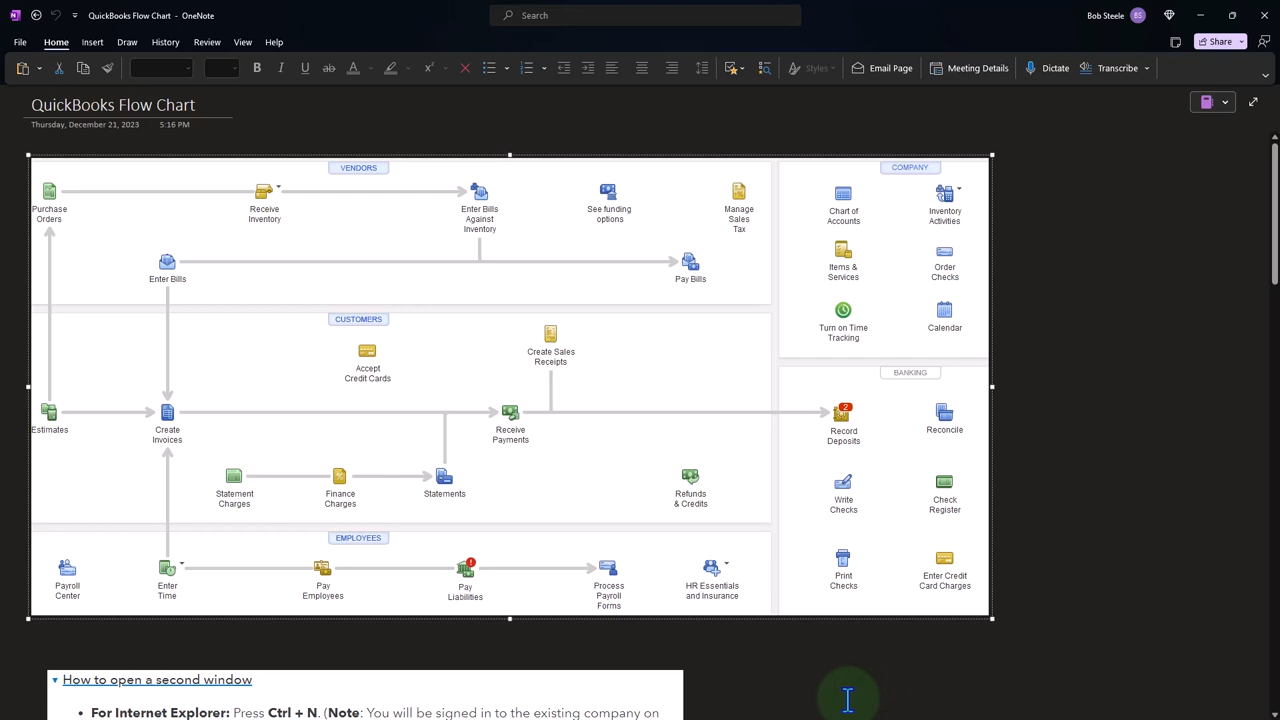 QuickBooks Flow Chart - OneNote
Search
Bob Steele
BS
File Home Insert Draw History Review View Help
Share
B I U ab A x
Styles
Email Page
Meeting Details
Dictate
Transcribe
QuickBooks Flow Chart
Thursday, December 21, 2023 5:16 PM
VENDORS
Purchase
Orders
Receive
Inventory
Enter Bills
Against
Inventory
See funding
options
Manage
Sales
Tax
Enter Bills
Pay Bills
COMPANY
Chart of
Accounts
Inventory
Activities
Items &
Services
Order
Checks
Turn on Time
Tracking
Calendar
CUSTOMERS
Accept
Credit Cards
Create Sales
Receipts
Estimates
Create
Invoices
Receive
Payments
Statement
Charges
Finance
Charges
Statements
Refunds
& Credits
BANKING
2
Record
Deposits
Reconcile
Write
Checks
Check
Register
Print
Checks
Enter Credit
Card Charges
EMPLOYEES
Payroll
Center
Enter
Time
Pay
Employees
Pay
Liabilities
Process
Payroll
Forms
HR Essentials
and Insurance
How to open a second window
• For Internet Explorer: Press Ctrl + N. (Note: You will be signed in to the existing company on